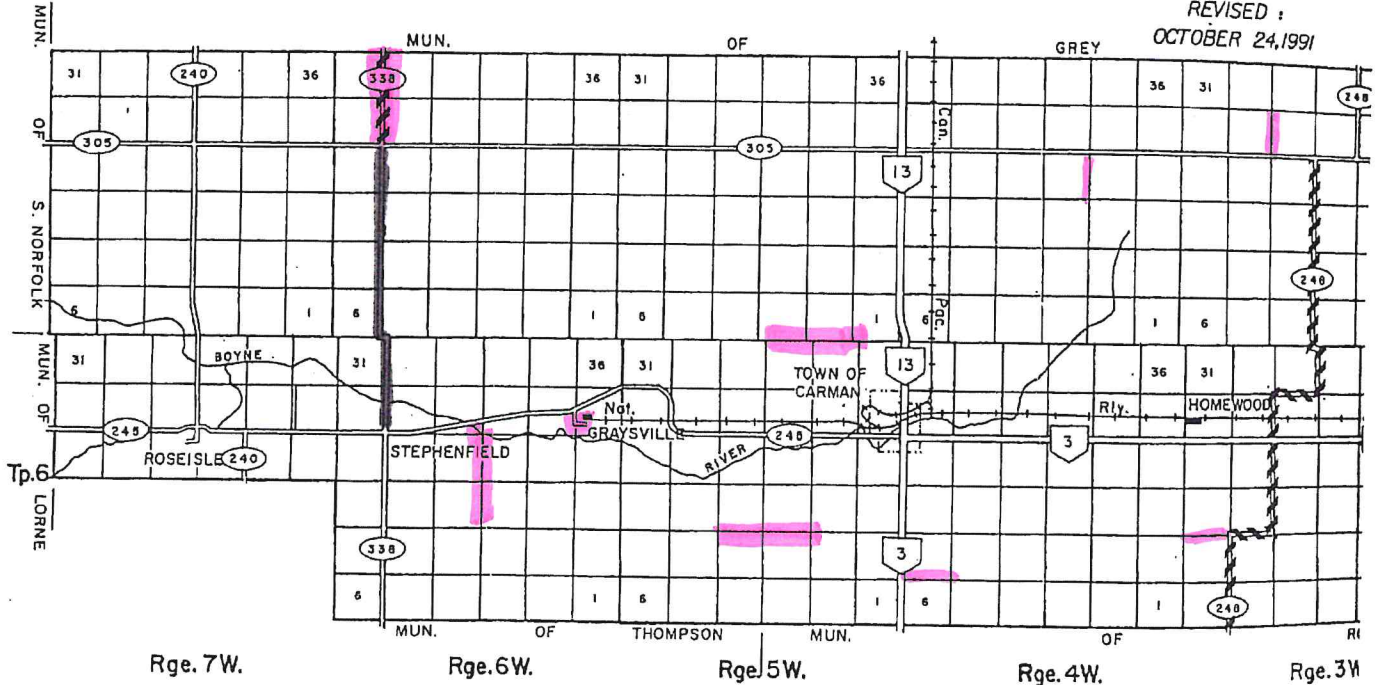 REVISED :
OCTOBER 24,1991
MUN. OF S. NORFOLK
MUN. OF GREY
31 240 36 338 36 31 36 36 31 248
305 305 13 Can.
248
6 1 6 1 6 1 6 Pac. 1 6
MUN. OF LORNE
31 BOYNE 31 36 31 TOWN OF CARMAN 13 36 31
Nat. Rly. HOMEWOOD
245 GRAYSVILLE 245 3
ROSEISLE 240 STEPHENFIELD RIVER
Tp.6
338 3
6 1 6 1 6 1 248
MUN. OF THOMPSON MUN. OF
Rge. 7W. Rge. 6W. Rge. 5W. Rge. 4W. Rge. 3W